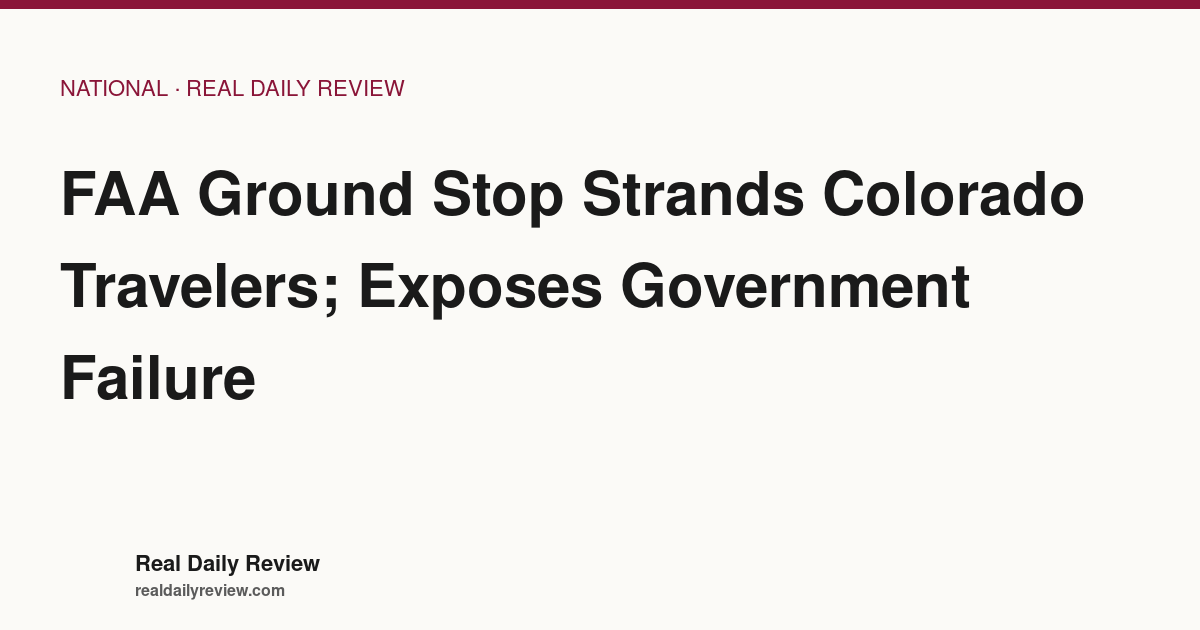 NATIONAL · REAL DAILY REVIEW
FAA Ground Stop Strands Colorado
Travelers; Exposes Government
Failure
Real Daily Review
realdailyreview.com